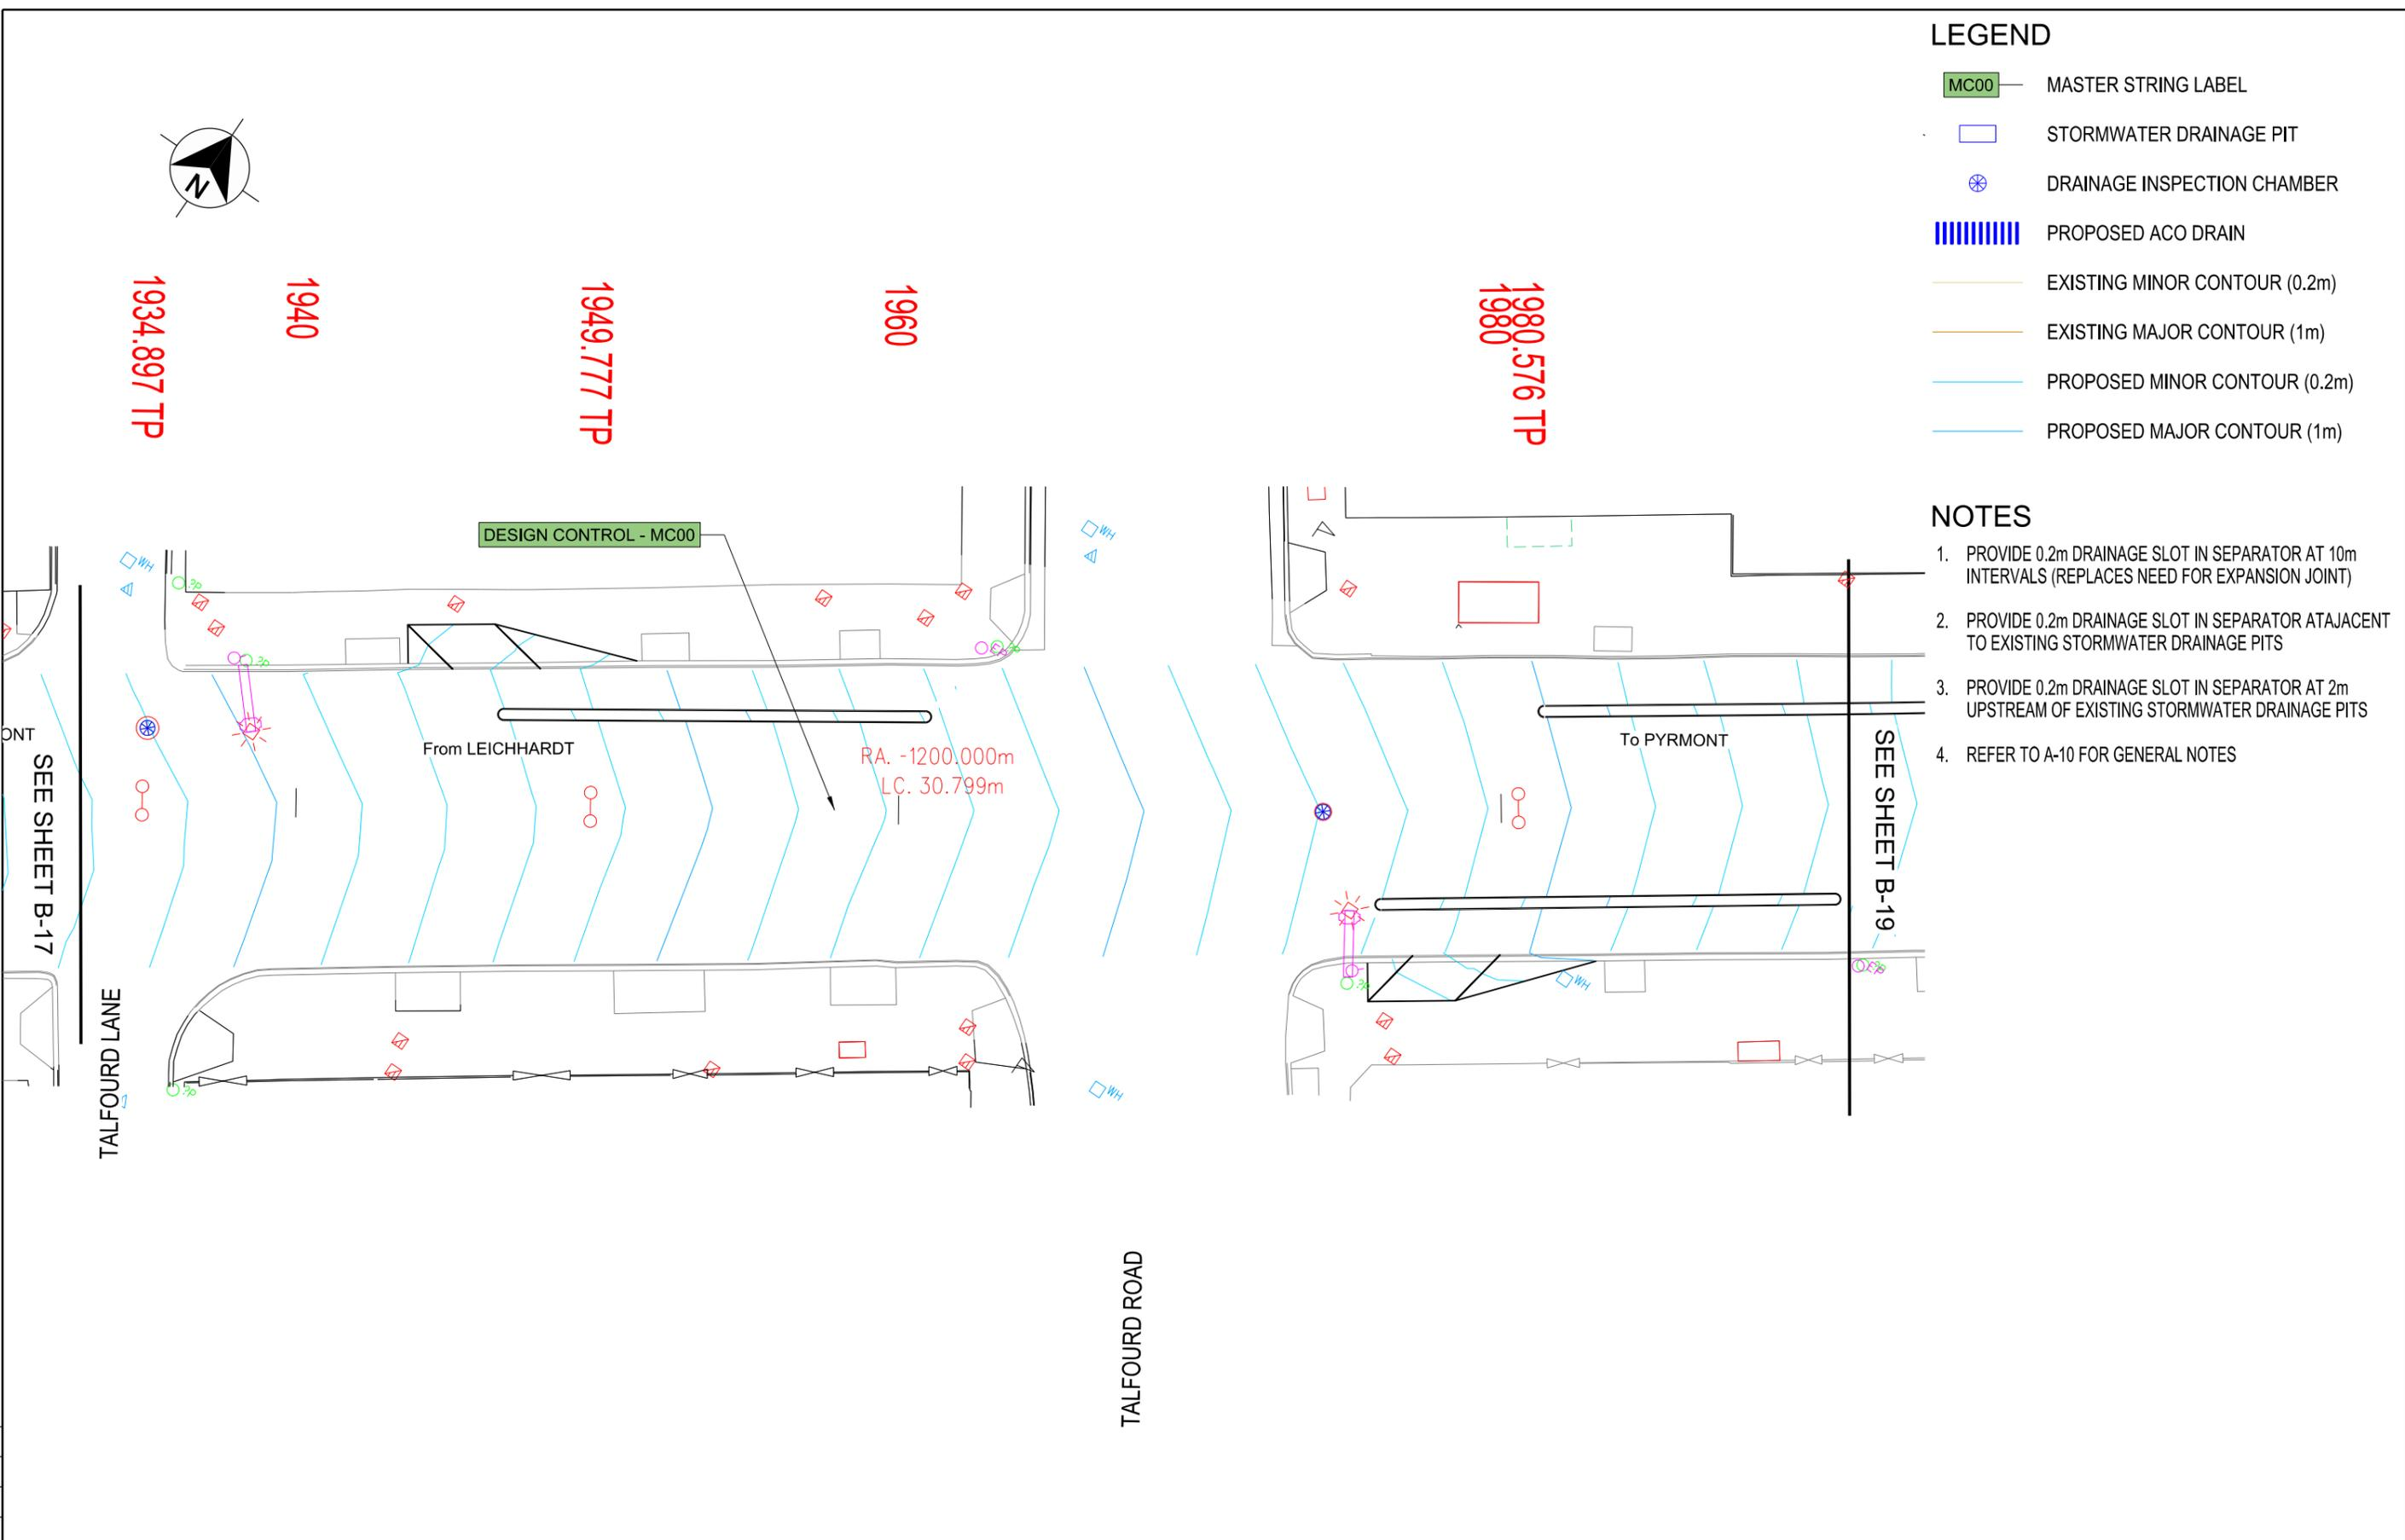 LEGEND
MC00
MASTER STRING LABEL
STORMWATER DRAINAGE PIT
DRAINAGE INSPECTION CHAMBER
PROPOSED ACO DRAIN
EXISTING MINOR CONTOUR (0.2m)
EXISTING MAJOR CONTOUR (1m)
PROPOSED MINOR CONTOUR (0.2m)
PROPOSED MAJOR CONTOUR (1m)
NOTES
1. PROVIDE 0.2m DRAINAGE SLOT IN SEPARATOR AT 10m
INTERVALS (REPLACES NEED FOR EXPANSION JOINT)
2. PROVIDE 0.2m DRAINAGE SLOT IN SEPARATOR ATAJACENT
TO EXISTING STORMWATER DRAINAGE PITS
3. PROVIDE 0.2m DRAINAGE SLOT IN SEPARATOR AT 2m
UPSTREAM OF EXISTING STORMWATER DRAINAGE PITS
4. REFER TO A-10 FOR GENERAL NOTES
N
1934.897 TP
1940
1949.777 TP
1960
1980
1980.576 TP
DESIGN CONTROL - MC00
WH
WH
ONT
From LEICHHARDT
RA. -1200.000m
LC. 30.799m
To PYRMONT
SEE SHEET B-17
SEE SHEET B-19
WH
WH
TALFOURD LANE
TALFOURD ROAD